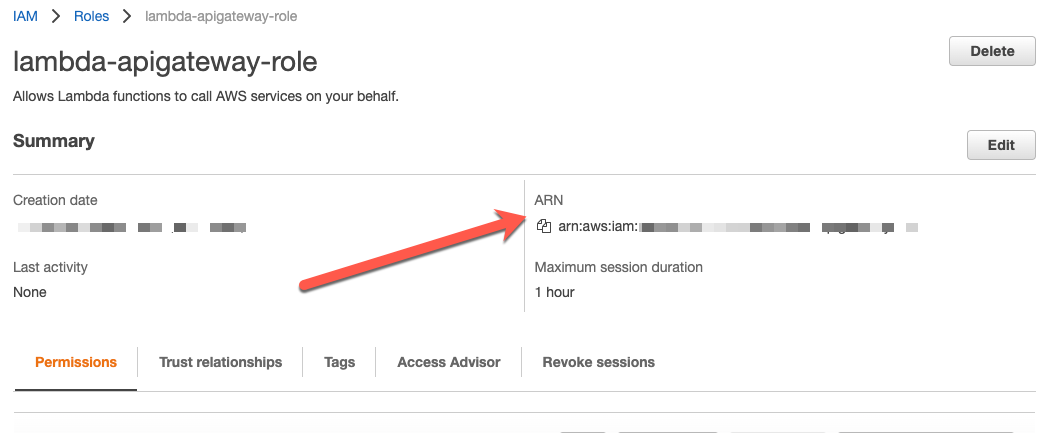 IAM > Roles > lambda-apigateway-role
lambda-apigateway-role
Delete
Allows Lambda functions to call AWS services on your behalf.
Summary
Edit
Creation date
ARN
arn:aws:iam:
Last activity
Maximum session duration
None
1 hour
Permissions
Trust relationships
Tags
Access Advisor
Revoke sessions